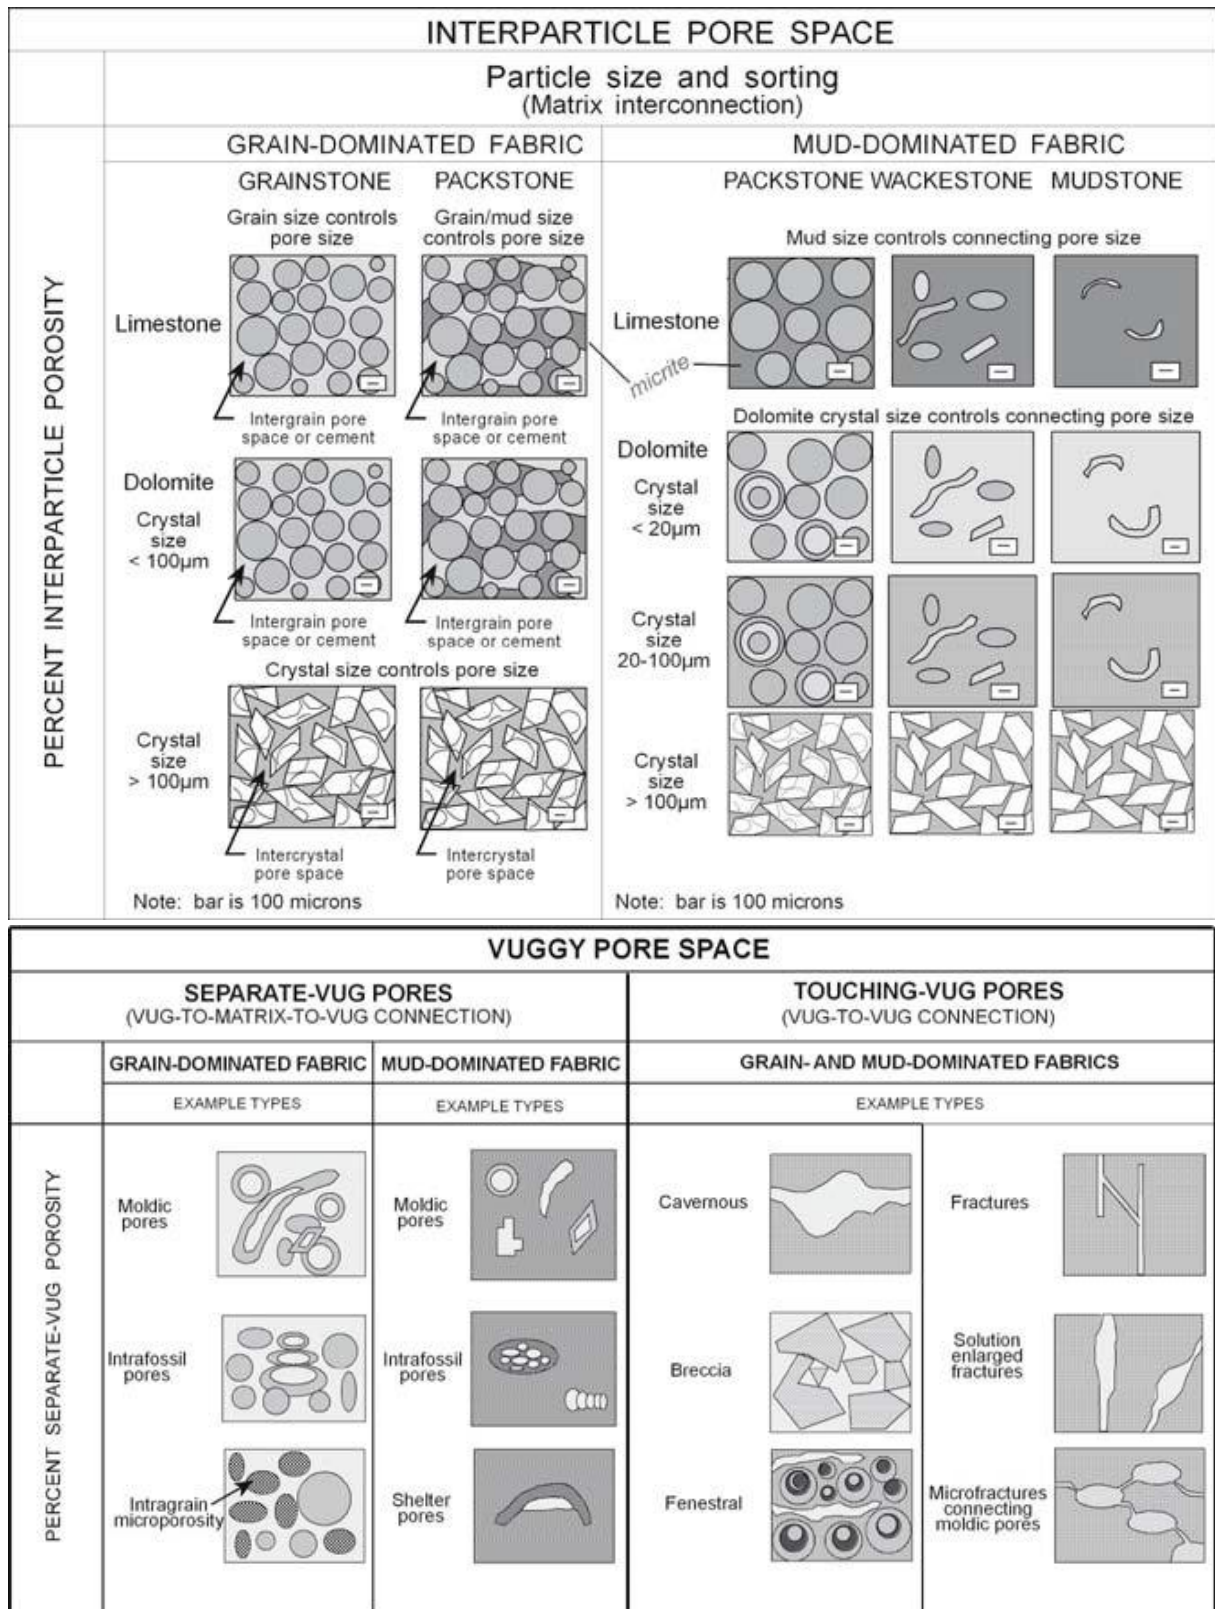 INTERPARTICLE PORE SPACE
Particle size and sorting
(Matrix interconnection)
PERCENT INTERPARTICLE POROSITY
GRAIN-DOMINATED FABRIC
GRAINSTONE PACKSTONE
Grain size controls
pore size
Grain/mud size
controls pore size
Limestone
Intergrain pore
space or cement
Intergrain pore
space or cement
Dolomite
Crystal
size
< 100µm
Intergrain pore
space or cement
Intergrain pore
space or cement
Crystal size controls pore size
Crystal
size
> 100µm
Intercrystal
pore space
Intercrystal
pore space
Note: bar is 100 microns
MUD-DOMINATED FABRIC
PACKSTONE WACKESTONE MUDSTONE
Mud size controls connecting pore size
Limestone
micrite
Dolomite crystal size controls connecting pore size
Dolomite
Crystal
size
< 20µm
Crystal
size
20-100µm
Crystal
size
> 100µm
Note: bar is 100 microns
VUGGY PORE SPACE
SEPARATE-VUG PORES
(VUG-TO-MATRIX-TO-VUG CONNECTION)
TOUCHING-VUG PORES
(VUG-TO-VUG CONNECTION)
GRAIN-DOMINATED FABRIC
MUD-DOMINATED FABRIC
GRAIN- AND MUD-DOMINATED FABRICS
EXAMPLE TYPES
EXAMPLE TYPES
EXAMPLE TYPES
PERCENT SEPARATE-VUG POROSITY
Moldic
pores
Intrafossil
pores
Intragrain
microporosity
Moldic
pores
Intrafossil
pores
Shelter
pores
Cavernous
Breccia
Fenestral
Fractures
Solution
enlarged
fractures
Microfractures
connecting
moldic pores